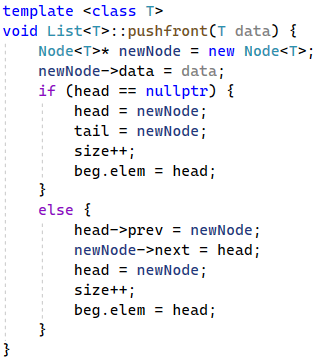 template <class T>
void List<T>::pushfront(T data) {
    Node<T>* newNode = new Node<T>;
    newNode->data = data;
    if (head == nullptr) {
        head = newNode;
        tail = newNode;
        size++;
        beg.elem = head;
    }
    else {
        head->prev = newNode;
        newNode->next = head;
        head = newNode;
        size++;
        beg.elem = head;
    }
}